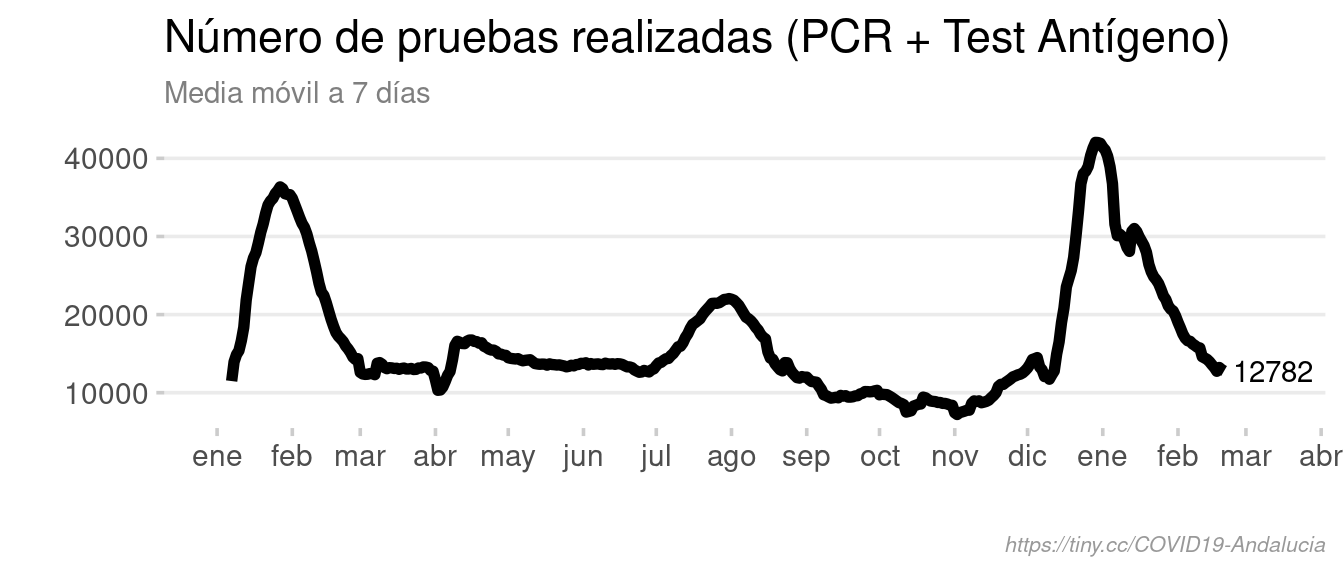 Número de pruebas realizadas (PCR + Test Antígeno)
Media móvil a 7 días
40000
30000
20000
10000
12782
ene feb mar abr may jun jul ago sep oct nov dic ene feb mar abr
https://tiny.cc/COVID19-Andalucia